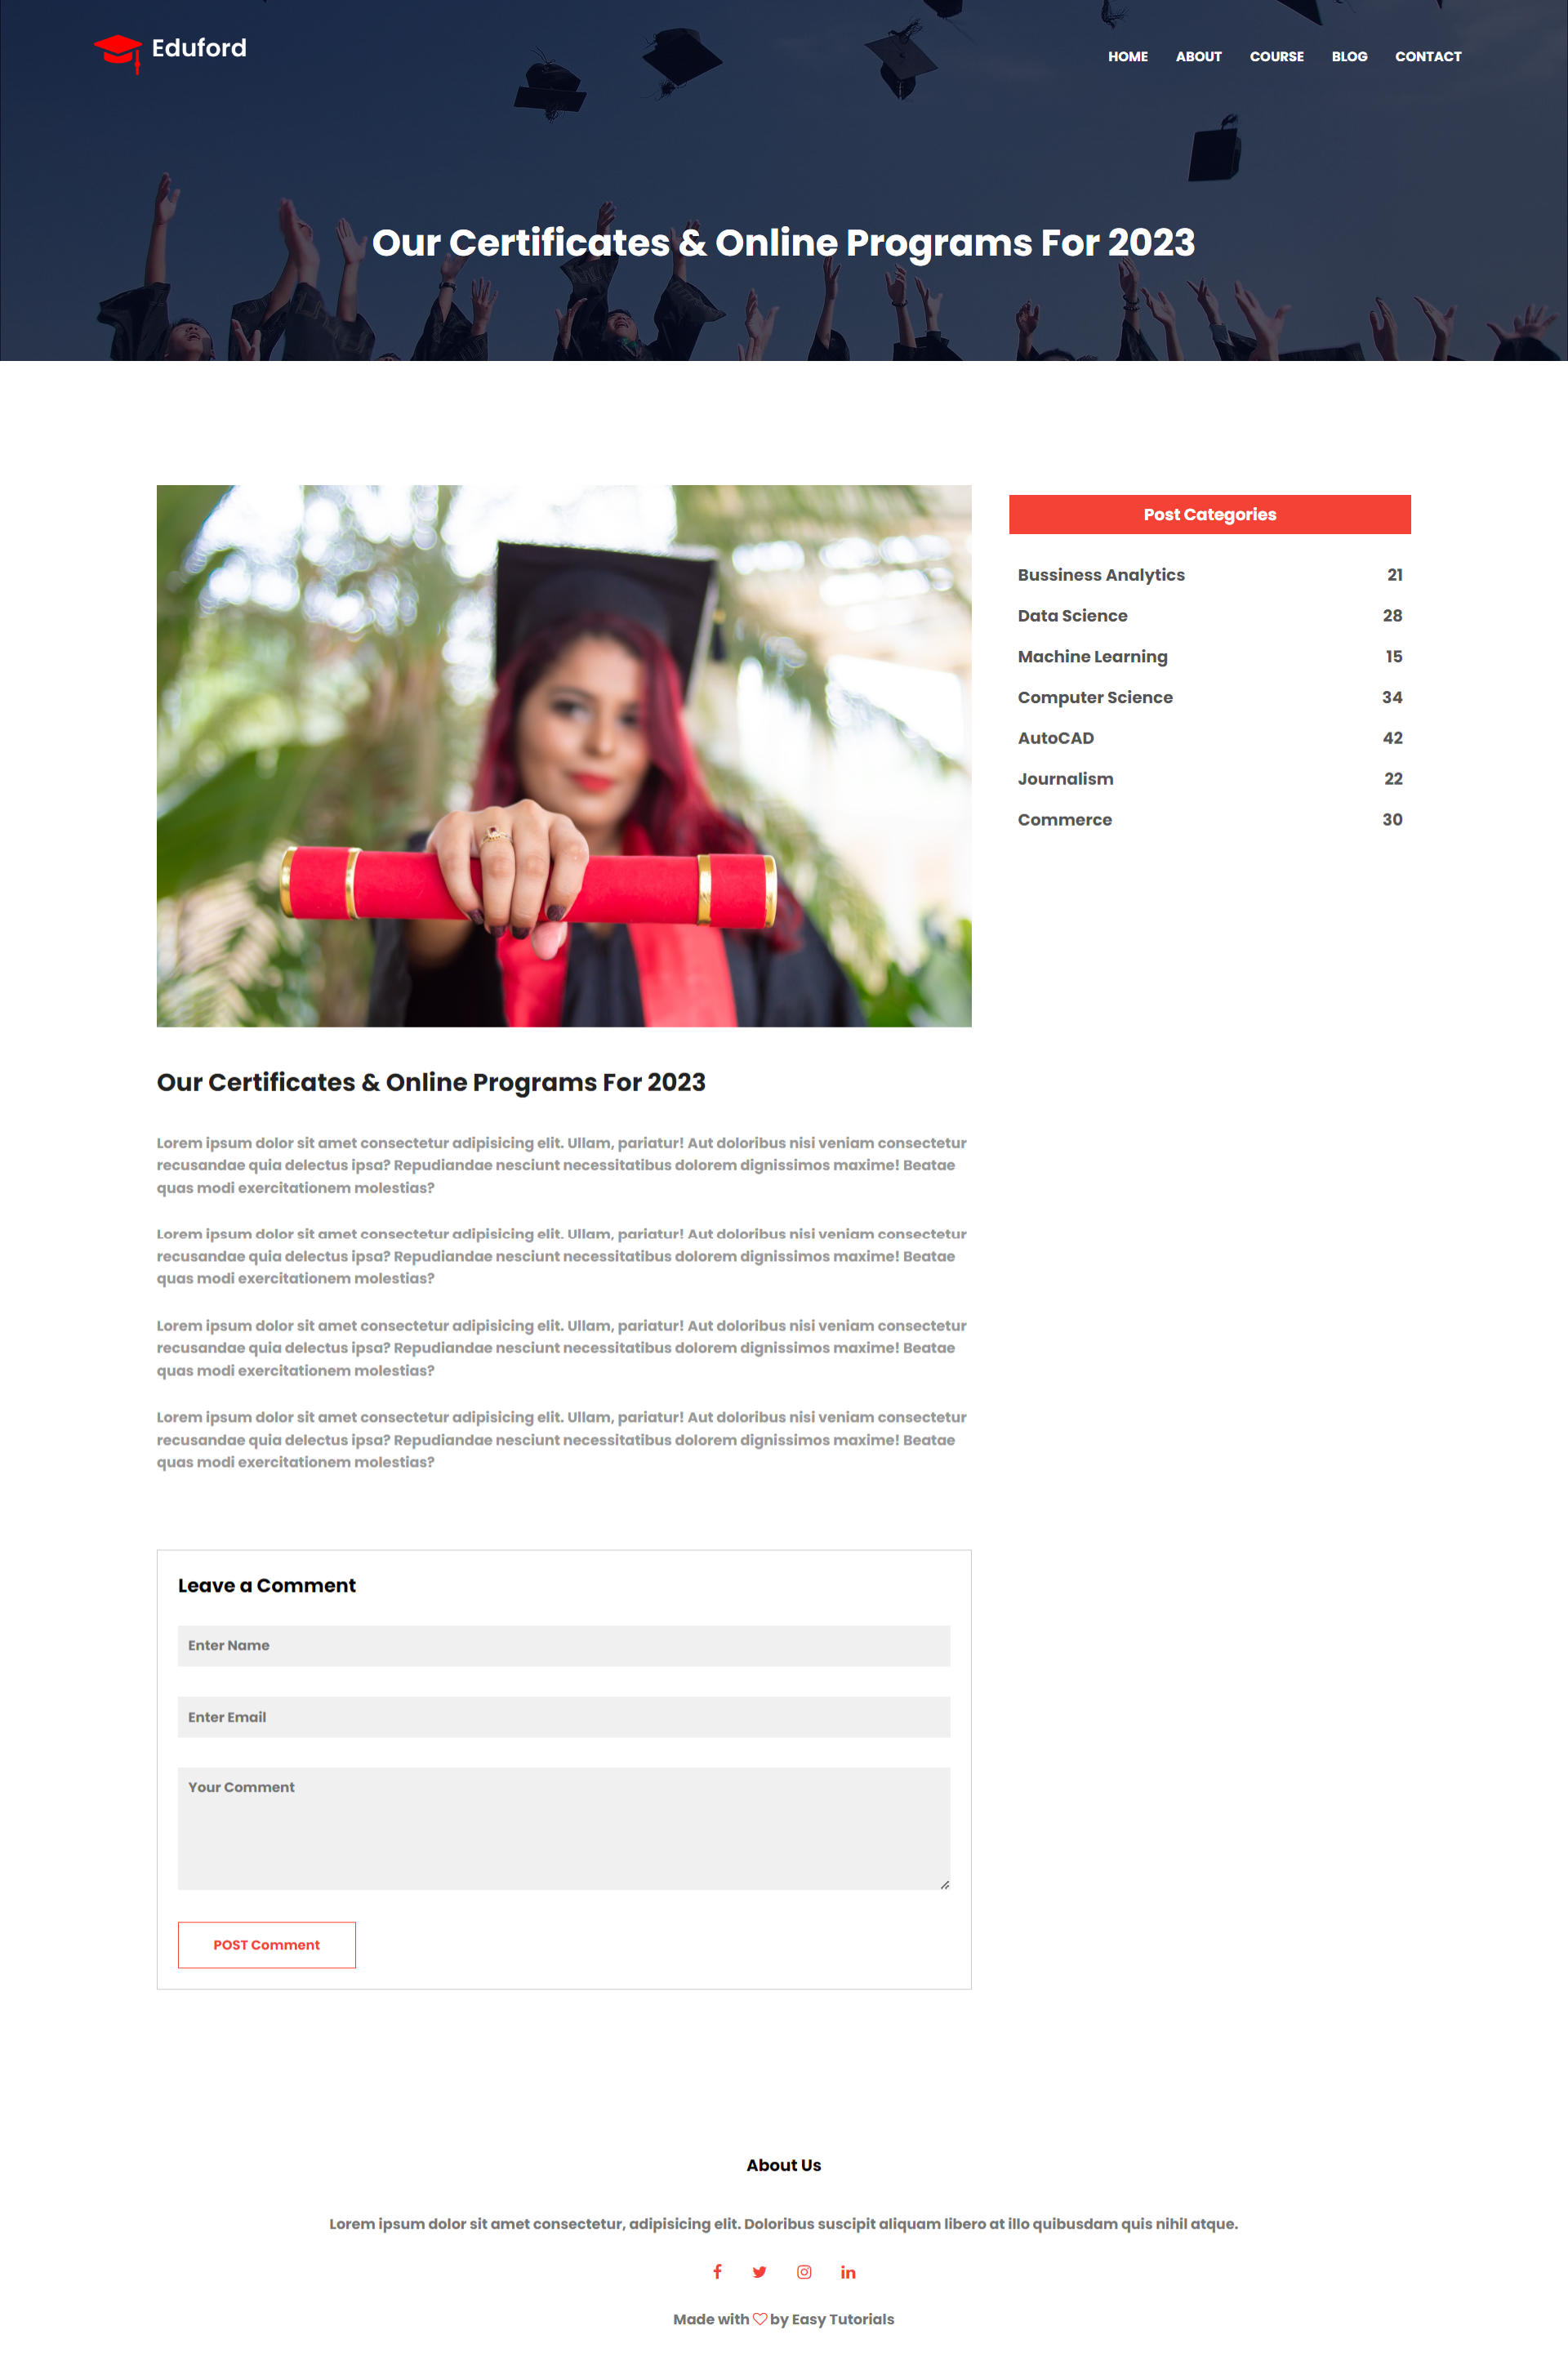 Eduford
HOME ABOUT COURSE BLOG CONTACT
Our Certificates & Online Programs For 2023
Post Categories
Bussiness Analytics 21
Data Science 28
Machine Learning 15
Computer Science 34
AutoCAD 42
Journalism 22
Commerce 30
Our Certificates & Online Programs For 2023
Lorem ipsum dolor sit amet consectetur adipisicing elit. Ullam, pariatur! Aut doloribus nisi veniam consectetur
recusandae quia delectus ipsa? Repudiandae nesciunt necessitatibus dolorem dignissimos maxime! Beatae
quas modi exercitationem molestias?
Lorem ipsum dolor sit amet consectetur adipisicing elit. Ullam, pariatur! Aut doloribus nisi veniam consectetur
recusandae quia delectus ipsa? Repudiandae nesciunt necessitatibus dolorem dignissimos maxime! Beatae
quas modi exercitationem molestias?
Lorem ipsum dolor sit amet consectetur adipisicing elit. Ullam, pariatur! Aut doloribus nisi veniam consectetur
recusandae quia delectus ipsa? Repudiandae nesciunt necessitatibus dolorem dignissimos maxime! Beatae
quas modi exercitationem molestias?
Lorem ipsum dolor sit amet consectetur adipisicing elit. Ullam, pariatur! Aut doloribus nisi veniam consectetur
recusandae quia delectus ipsa? Repudiandae nesciunt necessitatibus dolorem dignissimos maxime! Beatae
quas modi exercitationem molestias?
Leave a Comment
Enter Name
Enter Email
Your Comment
POST Comment
About Us
Lorem ipsum dolor sit amet consectetur, adipisicing elit. Doloribus suscipit aliquam libero at illo quibusdam quis nihil atque.
Made with ♡ by Easy Tutorials